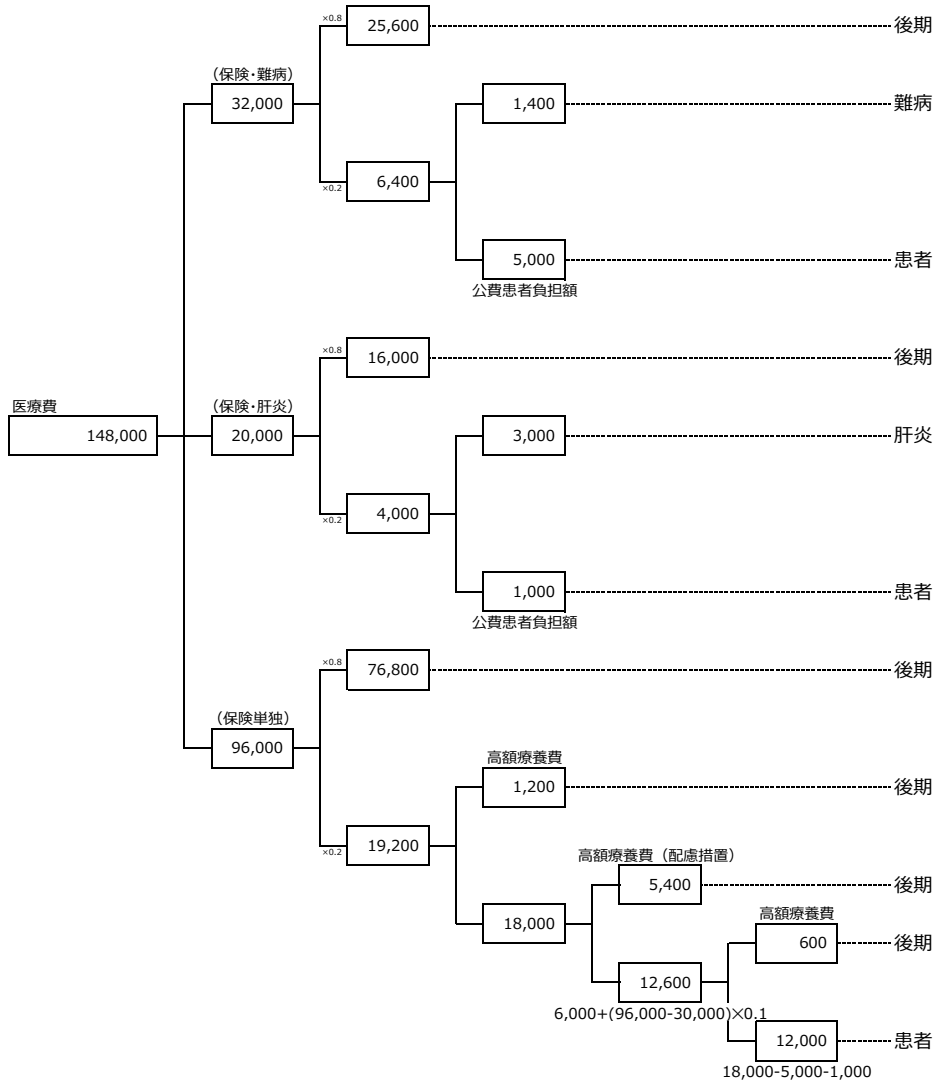 ×0.8
25,600
後期
（保険・難病）
32,000
1,400
難病
×0.2
6,400
5,000
患者
公費患者負担額
×0.8
16,000
後期
医療費
148,000
（保険・肝炎）
20,000
3,000
肝炎
×0.2
4,000
1,000
患者
公費患者負担額
×0.8
76,800
後期
（保険単独）
96,000
高額療養費
1,200
後期
×0.2
19,200
高額療養費（配慮措置）
5,400
後期
18,000
高額療養費
600
後期
12,600
6,000+(96,000-30,000)×0.1
12,000
患者
18,000-5,000-1,000